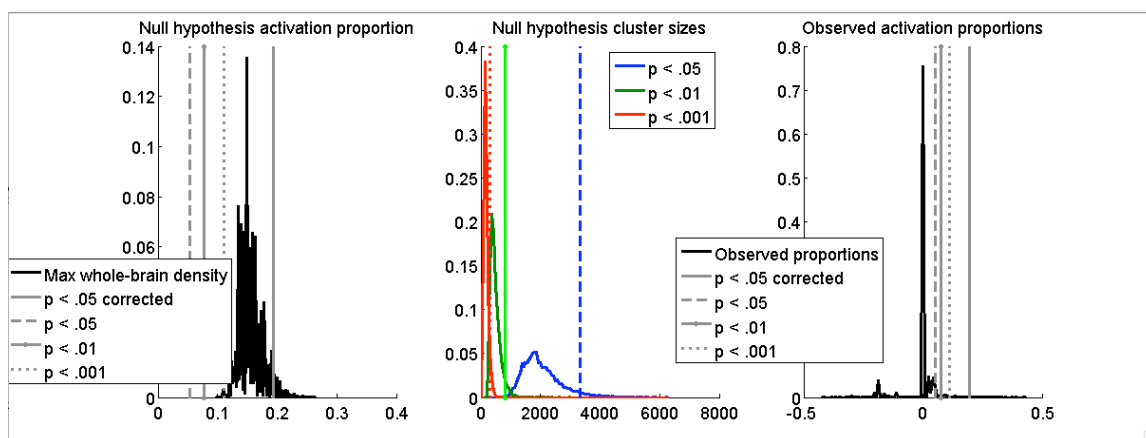 Null hypothesis activation proportion
0.14
0.12
0.1
0.08
0.06
0
0
0.1
0.2
0.3
0.4
Max whole-brain density
p < .05 corrected
p < .05
p < .01
p < .001
Null hypothesis cluster sizes
0.4
0.35
0.3
0.25
0.2
0.15
0.1
0.05
0
0
2000
4000
6000
8000
p < .05
p < .01
p < .001
Observed activation proportions
0.8
0.7
0.6
0.5
0.4
0
-0.5
0
0.5
Observed proportions
p < .05 corrected
p < .05
p < .01
p < .001